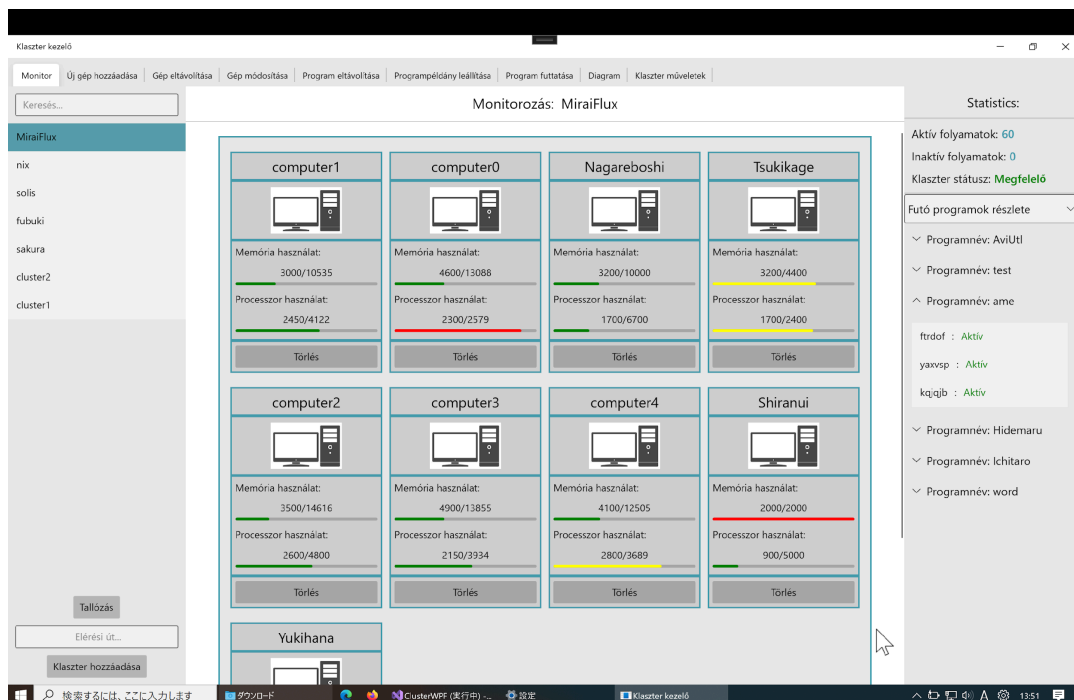 Klaszter kezelő
Monitor
Új gép hozzáadása
Gép eltávolítása
Gép módosítása
Program eltávolítása
Programpéldány leállítása
Program futtatása
Diagram
Klaszter műveletek
Keresés...
MiraiFlux
nix
solis
fubuki
sakura
cluster2
cluster1
Tallózás
Elérési út...
Klaszter hozzáadása
Monitorozás: MiraiFlux
computer1
Memória használat:
3000/10535
Processzor használat:
2450/4122
Törlés
computer0
Memória használat:
4600/13088
Processzor használat:
2300/2579
Törlés
Nagareboshi
Memória használat:
3200/10000
Processzor használat:
1700/6700
Törlés
Tsukikage
Memória használat:
3200/4400
Processzor használat:
1700/2400
Törlés
computer2
Memória használat:
3500/14616
Processzor használat:
2600/4800
Törlés
computer3
Memória használat:
4900/13855
Processzor használat:
2150/3934
Törlés
computer4
Memória használat:
4100/12505
Processzor használat:
2800/3689
Törlés
Shiranui
Memória használat:
2000/2000
Processzor használat:
900/5000
Törlés
Yukihana
Statistics:
Aktív folyamatok: 60
Inaktív folyamatok: 0
Klaszter státusz: Megfelelő
Futó programok részlete
Programnév: AviUtl
Programnév: test
Programnév: ame
ftrdof : Aktív
yaxvsp : Aktív
kqjqjb : Aktív
Programnév: Hidemaru
Programnév: Ichitaro
Programnév: word
検索するには、ここに入力します
ダウンロード
ClusterWPF (実行中) -...
設定
Klaszter kezelő
A
13:51